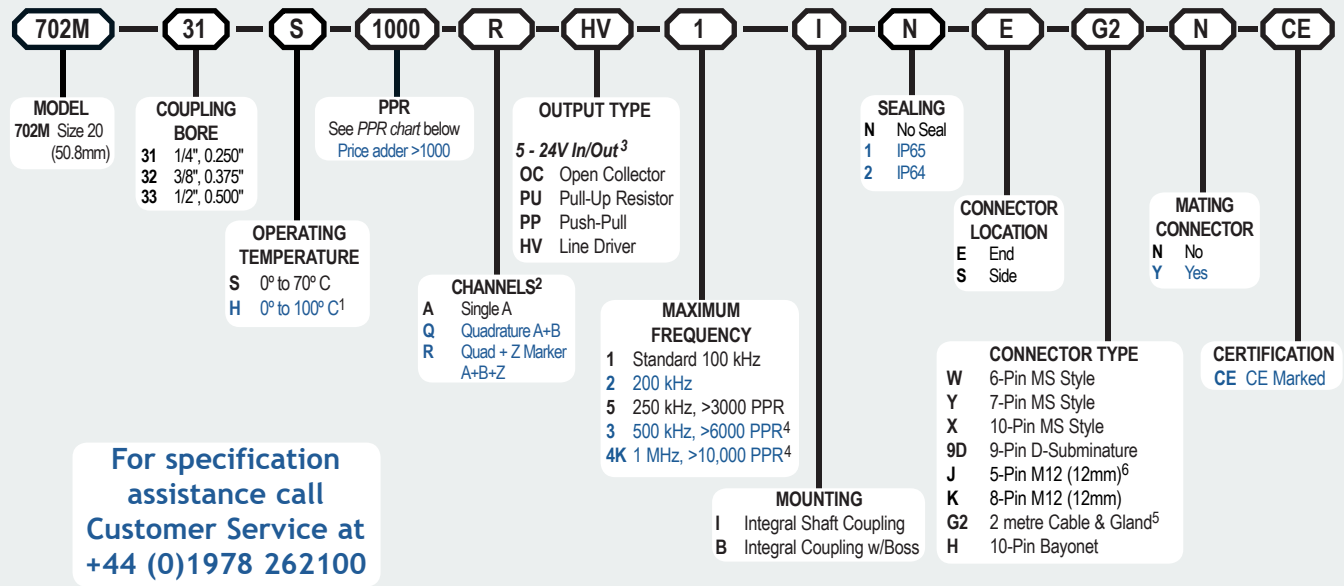 702M 31 S 1000 R HV 1 I N E G2 N CE
MODEL
702M Size 20
(50.8mm)
COUPLING
BORE
31 1/4", 0.250"
32 3/8", 0.375"
33 1/2", 0.500"
OPERATING
TEMPERATURE
S 0º to 70º C
H 0º to 100º C1
PPR
See PPR chart below
Price adder >1000
CHANNELS2
A Single A
Q Quadrature A+B
R Quad + Z Marker
A+B+Z
OUTPUT TYPE
5 - 24V In/Out3
OC Open Collector
PU Pull-Up Resistor
PP Push-Pull
HV Line Driver
MAXIMUM
FREQUENCY
1 Standard 100 kHz
2 200 kHz
5 250 kHz, >3000 PPR
3 500 kHz, >6000 PPR4
4K 1 MHz, >10,000 PPR4
MOUNTING
I Integral Shaft Coupling
B Integral Coupling w/Boss
SEALING
N No Seal
1 IP65
2 IP64
CONNECTOR
LOCATION
E End
S Side
CONNECTOR TYPE
W 6-Pin MS Style
Y 7-Pin MS Style
X 10-Pin MS Style
9D 9-Pin D-Subminature
J 5-Pin M12 (12mm)6
K 8-Pin M12 (12mm)
G2 2 metre Cable & Gland5
H 10-Pin Bayonet
MATING
CONNECTOR
N No
Y Yes
CERTIFICATION
CE CE Marked
For specification
assistance call
Customer Service at
+44 (0)1978 262100